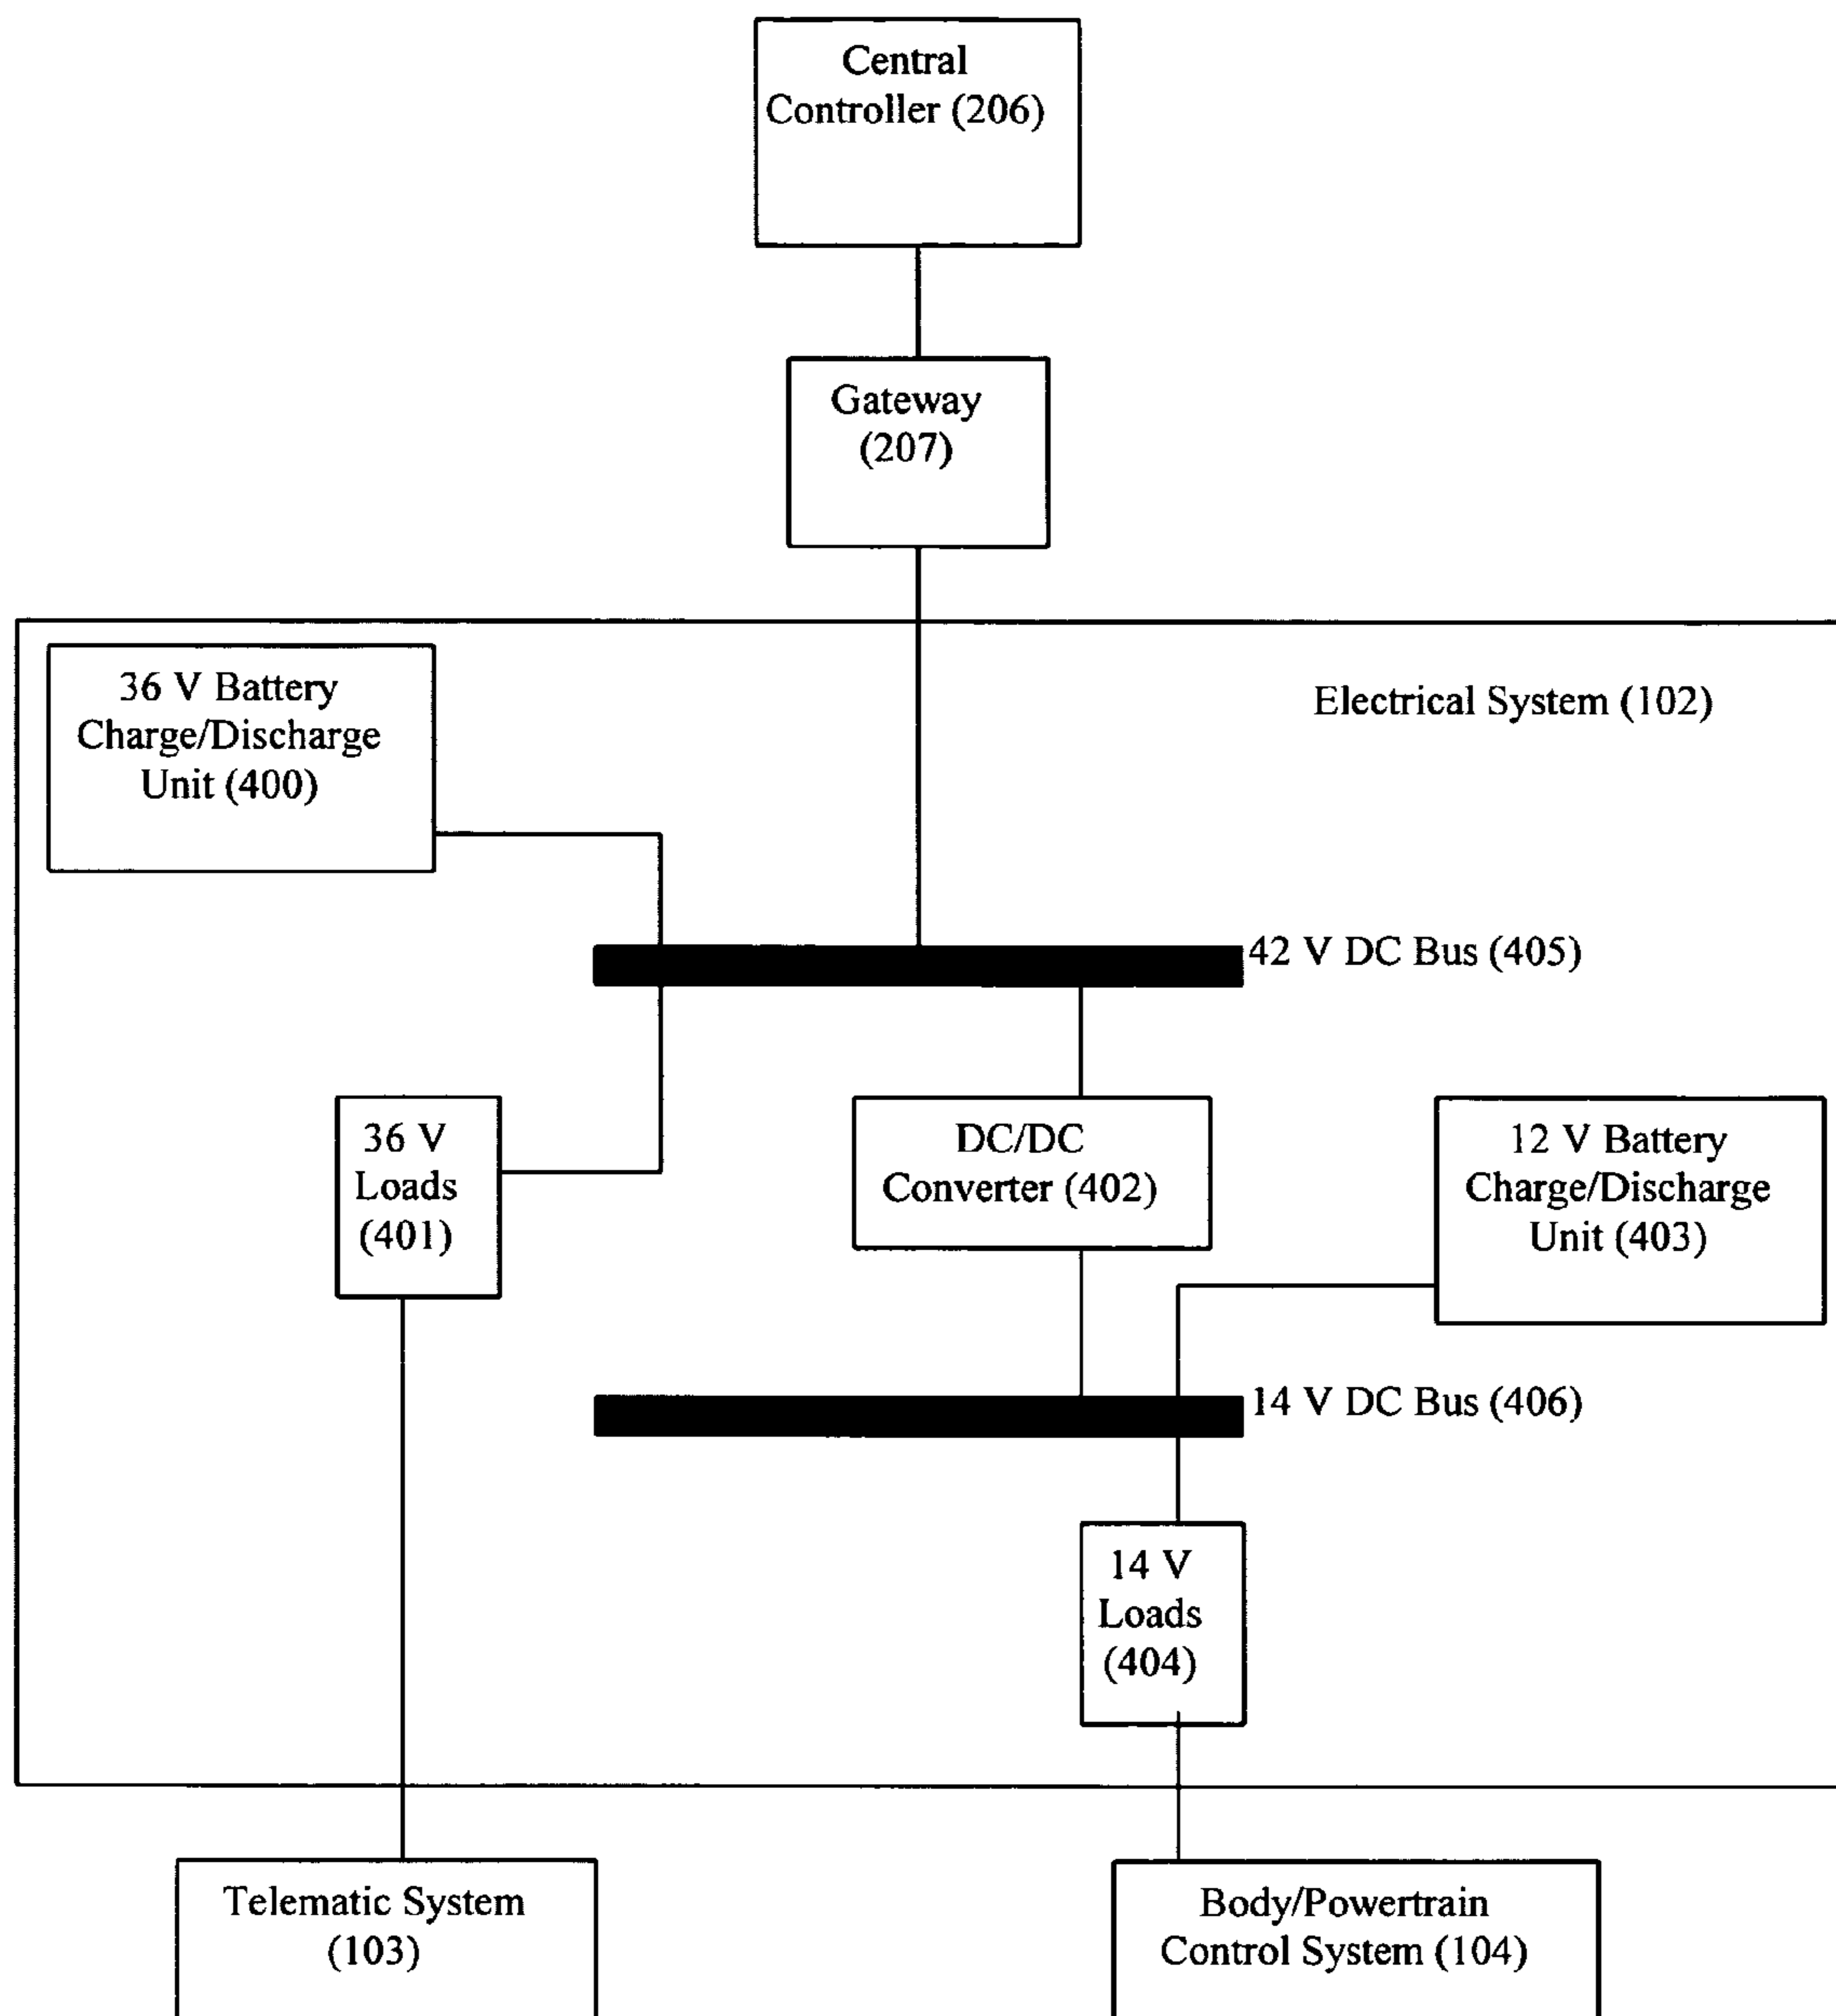 Central
Controller (206)
Gateway
(207)
36 V Battery
Charge/Discharge
Unit (400)
Electrical System (102)
42 V DC Bus (405)
36 V
Loads
(401)
DC/DC
Converter (402)
12 V Battery
Charge/Discharge
Unit (403)
14 V DC Bus (406)
14 V
Loads
(404)
Telematic System
(103)
Body/Powertrain
Control System (104)